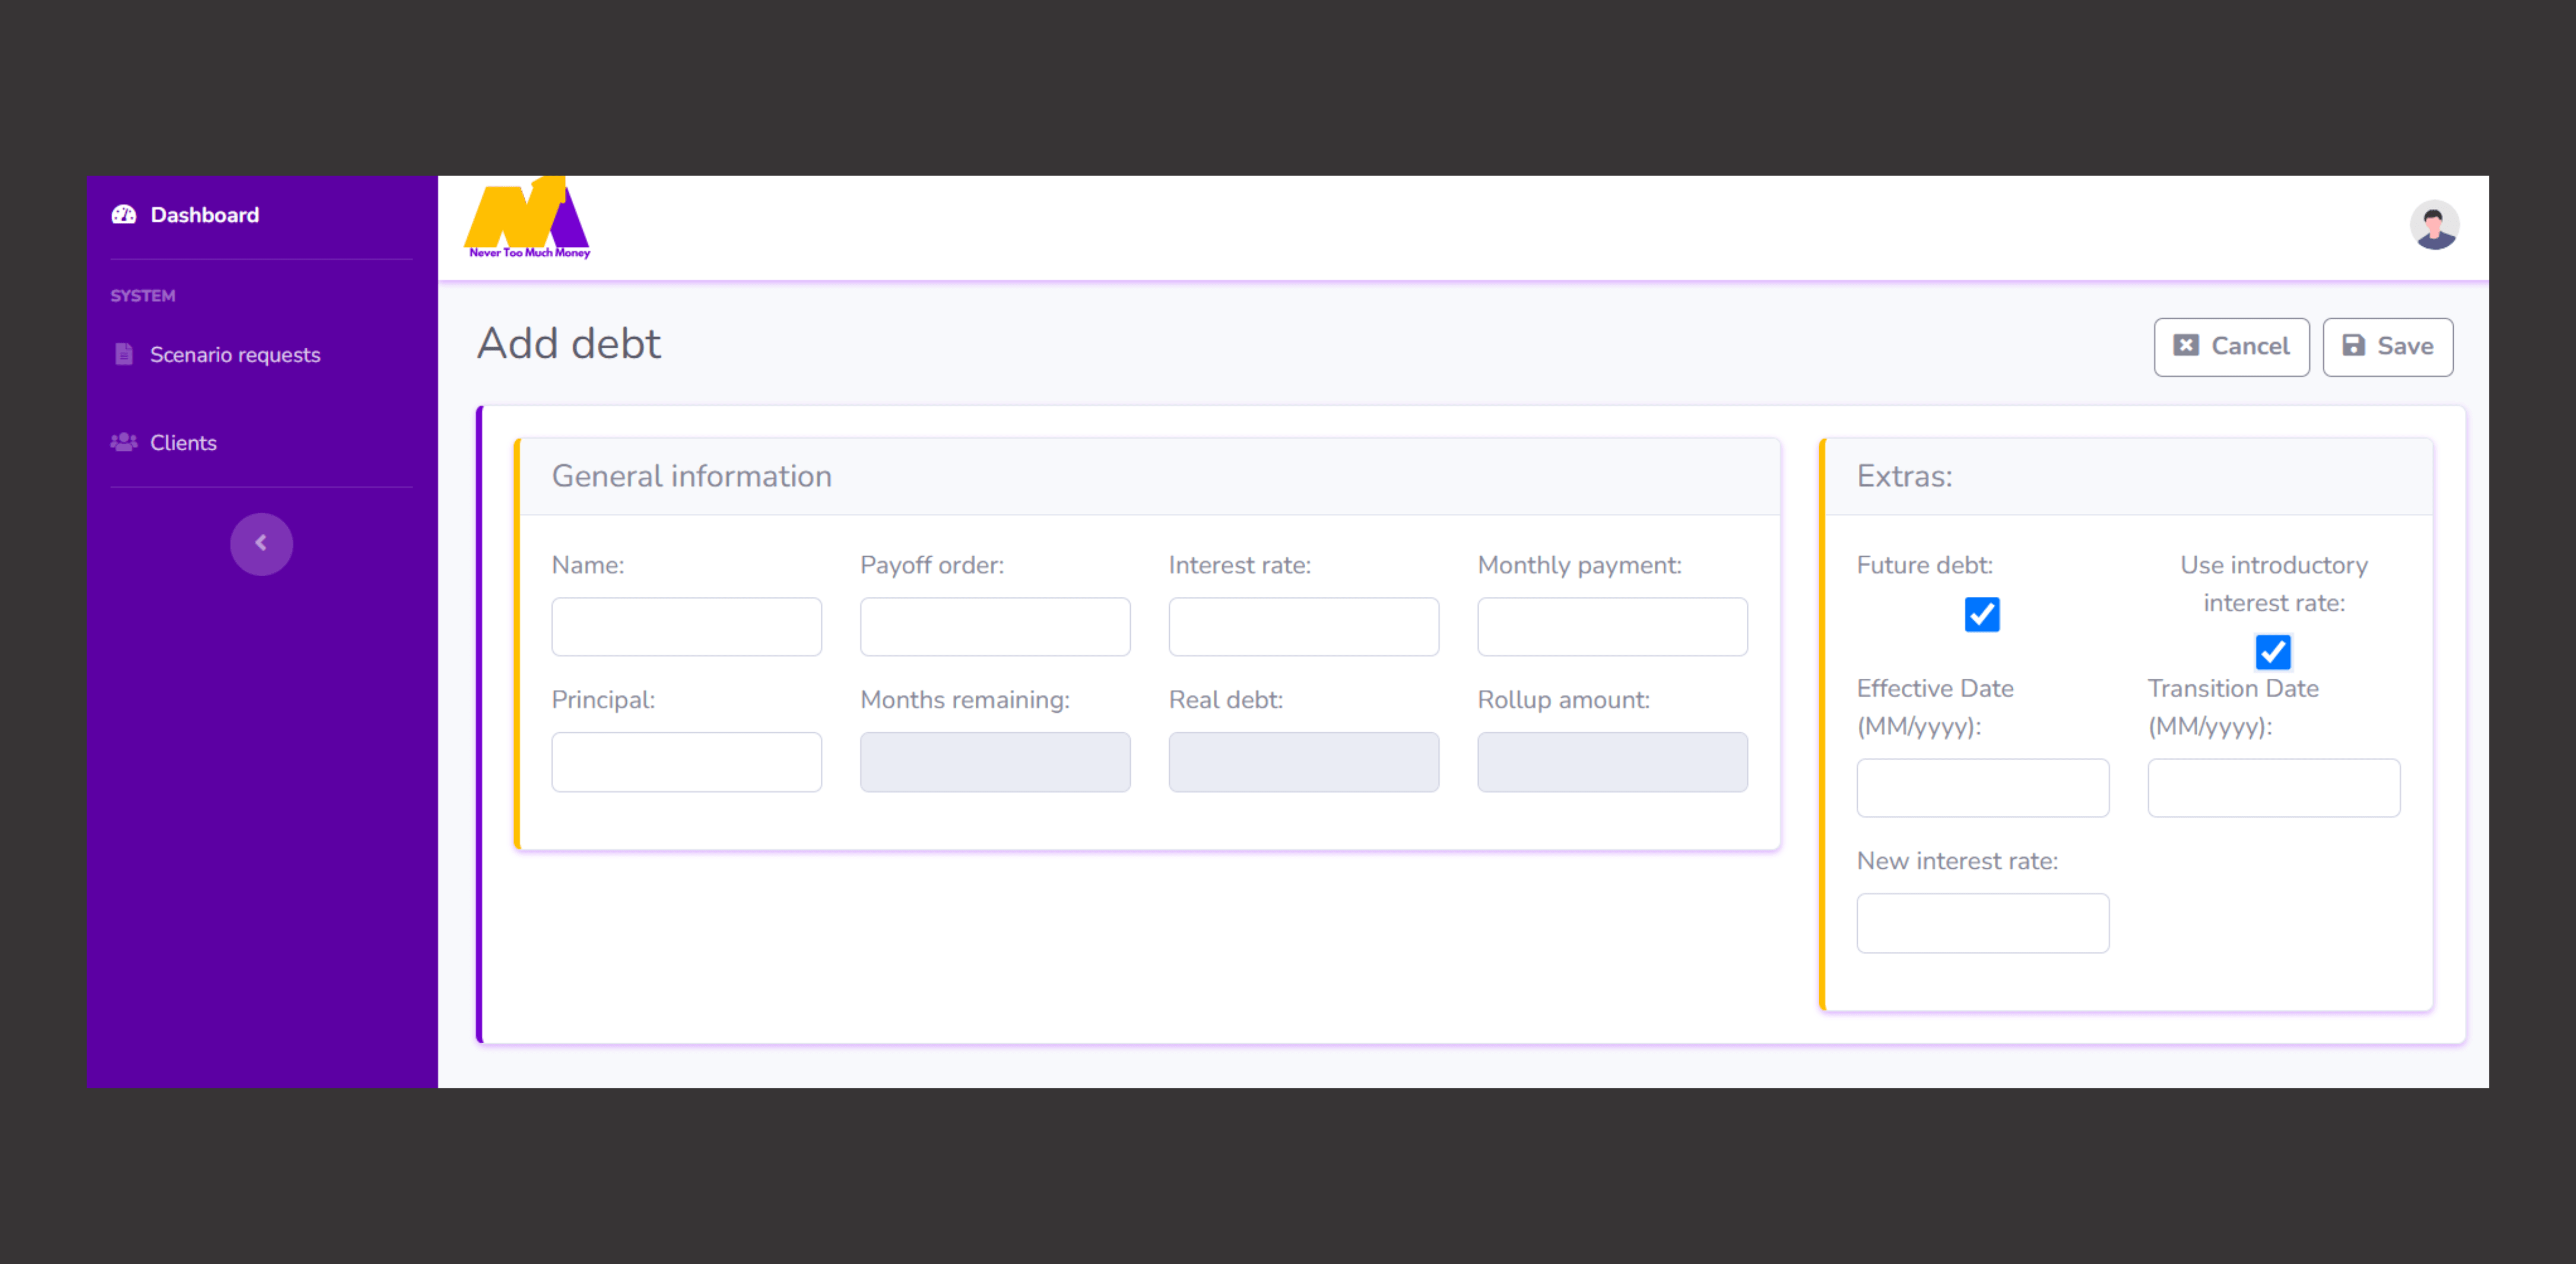 Dashboard
SYSTEM
Scenario requests
Clients
Never Too Much Money
Add debt
Cancel
Save
General information
Name:
Payoff order:
Interest rate:
Monthly payment:
Principal:
Months remaining:
Real debt:
Rollup amount:
Extras:
Future debt:
Use introductory
interest rate:
Effective Date
(MM/yyyy):
Transition Date
(MM/yyyy):
New interest rate: